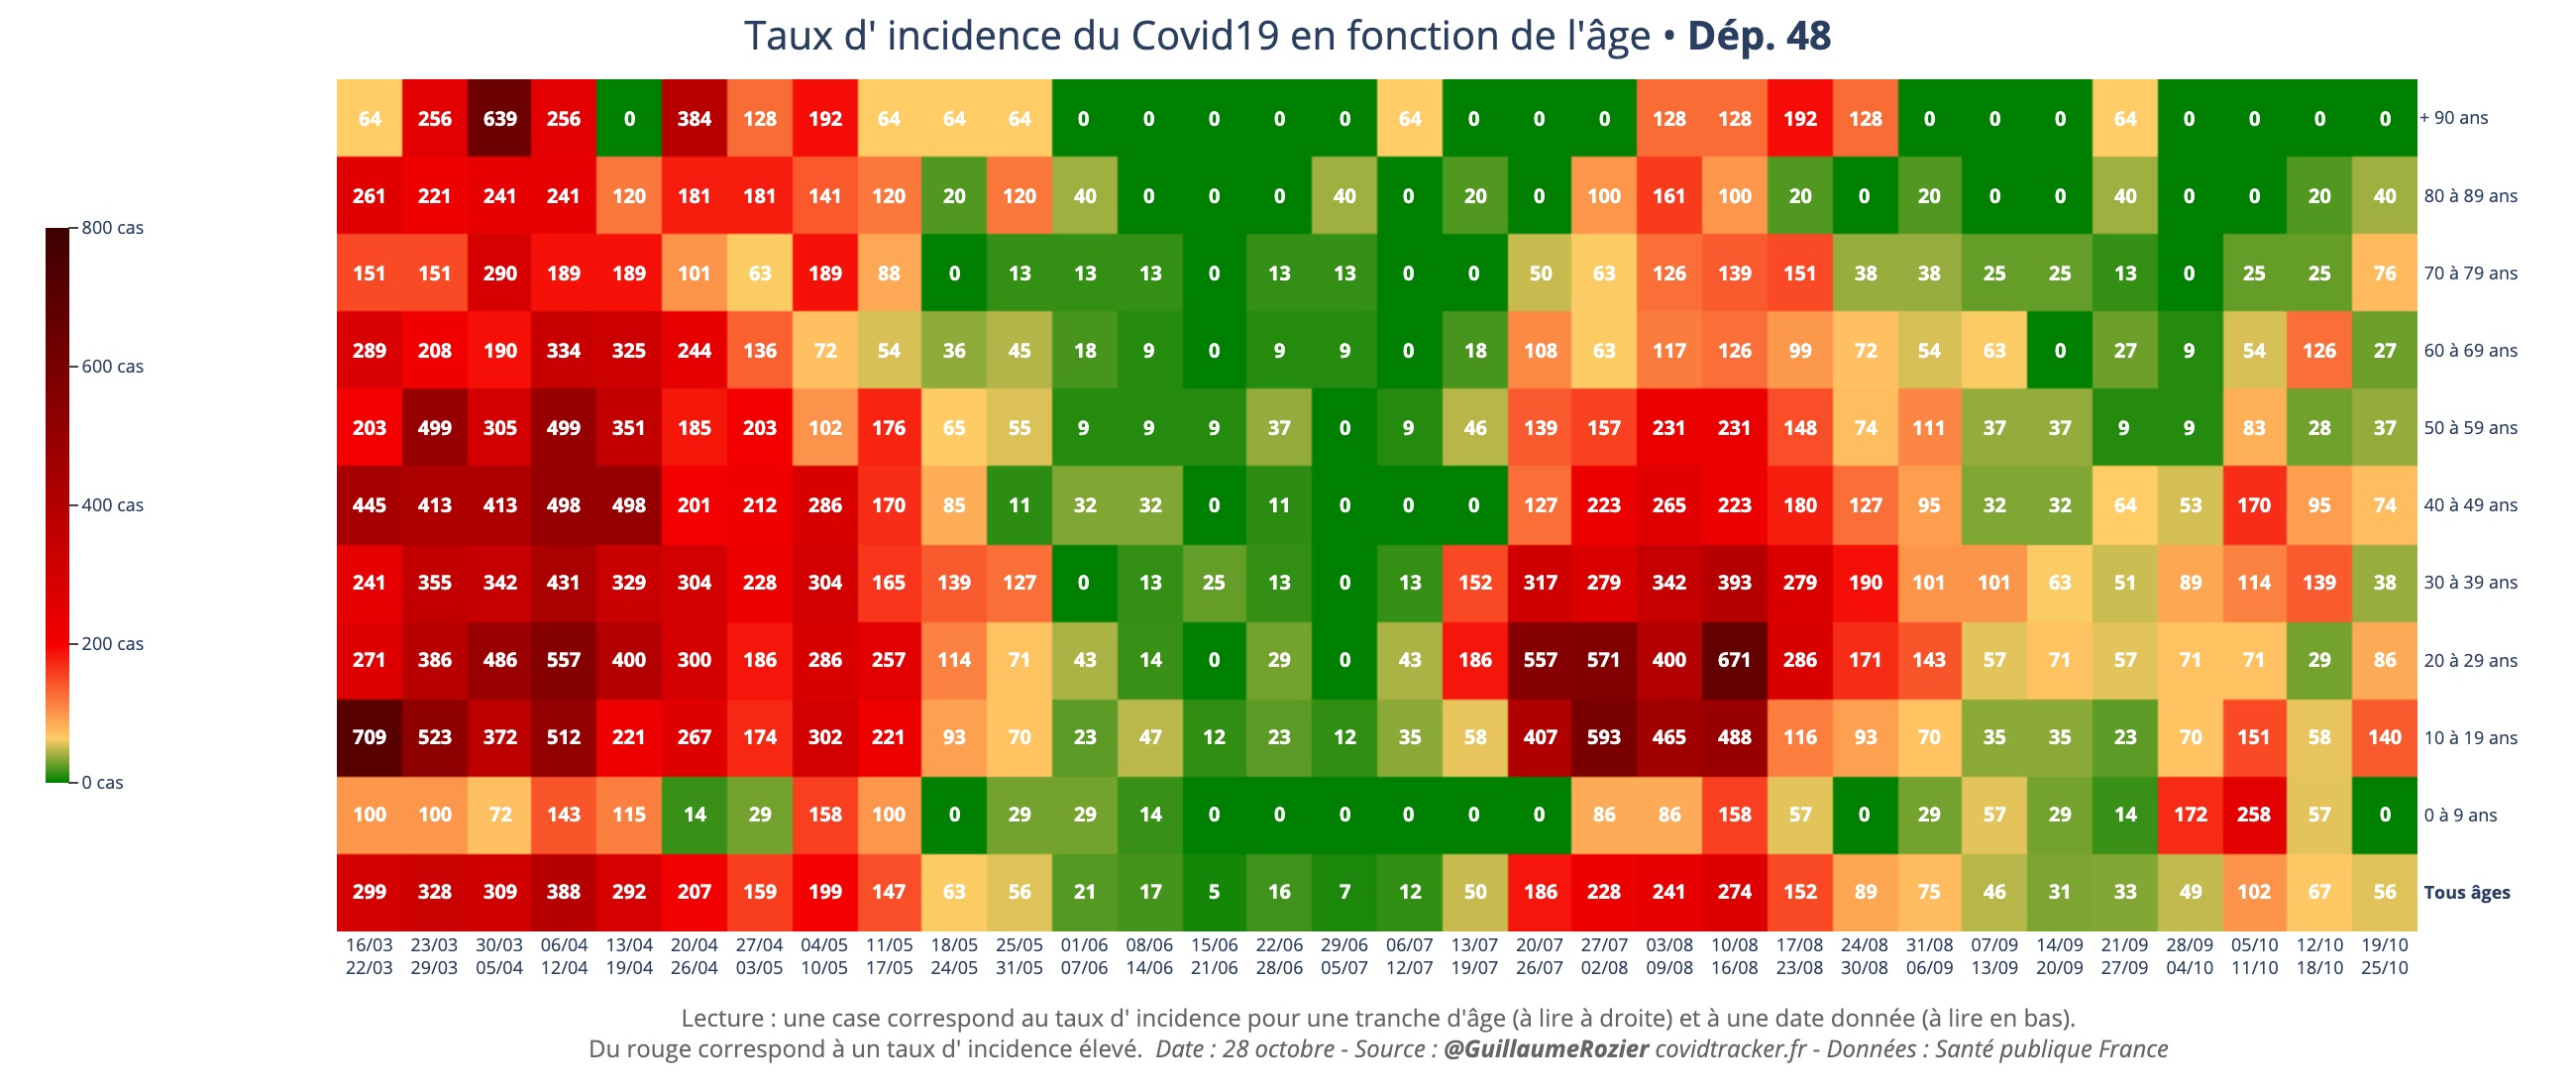 Taux d' incidence du Covid19 en fonction de l'âge • Dép. 48
800 cas
600 cas
400 cas
200 cas
0 cas
64 256 639 256 0 384 128 192 64 64 64 0 0 0 0 0 64 0 0 0 128 128 192 128 0 0 0 64 0 0 0 0 + 90 ans
261 221 241 241 120 181 181 141 120 20 120 40 0 0 0 40 0 20 0 100 161 100 20 0 20 0 0 40 0 0 20 40 80 à 89 ans
151 151 290 189 189 101 63 189 88 0 13 13 13 0 13 13 0 0 50 63 126 139 151 38 38 25 25 13 0 25 25 76 70 à 79 ans
289 208 190 334 325 244 136 72 54 36 45 18 9 0 9 9 0 18 108 63 117 126 99 72 54 63 0 27 9 54 126 27 60 à 69 ans
203 499 305 499 351 185 203 102 176 65 55 9 9 9 37 0 9 46 139 157 231 231 148 74 111 37 37 9 9 83 28 37 50 à 59 ans
445 413 413 498 498 201 212 286 170 85 11 32 32 0 11 0 0 0 127 223 265 223 180 127 95 32 32 64 53 170 95 74 40 à 49 ans
241 355 342 431 329 304 228 304 165 139 127 0 13 25 13 0 13 152 317 279 342 393 279 190 101 101 63 51 89 114 139 38 30 à 39 ans
271 386 486 557 400 300 186 286 257 114 71 43 14 0 29 0 43 186 557 571 400 671 286 171 143 57 71 57 71 71 29 86 20 à 29 ans
709 523 372 512 221 267 174 302 221 93 70 23 47 12 23 12 35 58 407 593 465 488 116 93 70 35 35 23 70 151 58 140 10 à 19 ans
100 100 72 143 115 14 29 158 100 0 29 29 14 0 0 0 0 0 0 86 86 158 57 0 29 57 29 14 172 258 57 0 0 à 9 ans
299 328 309 388 292 207 159 199 147 63 56 21 17 5 16 7 12 50 186 228 241 274 152 89 75 46 31 33 49 102 67 56 Tous âges
16/03 23/03 30/03 06/04 13/04 20/04 27/04 04/05 11/05 18/05 25/05 01/06 08/06 15/06 22/06 29/06 06/07 13/07 20/07 27/07 03/08 10/08 17/08 24/08 31/08 07/09 14/09 21/09 28/09 05/10 12/10 19/10
22/03 29/03 05/04 12/04 19/04 26/04 03/05 10/05 17/05 24/05 31/05 07/06 14/06 21/06 28/06 05/07 12/07 19/07 26/07 02/08 09/08 16/08 23/08 30/08 06/09 13/09 20/09 27/09 04/10 11/10 18/10 25/10
Lecture : une case correspond au taux d' incidence pour une tranche d'âge (à lire à droite) et à une date donnée (à lire en bas).
Du rouge correspond à un taux d' incidence élevé. Date : 28 octobre - Source : @GuillaumeRozier covidtracker.fr - Données : Santé publique France